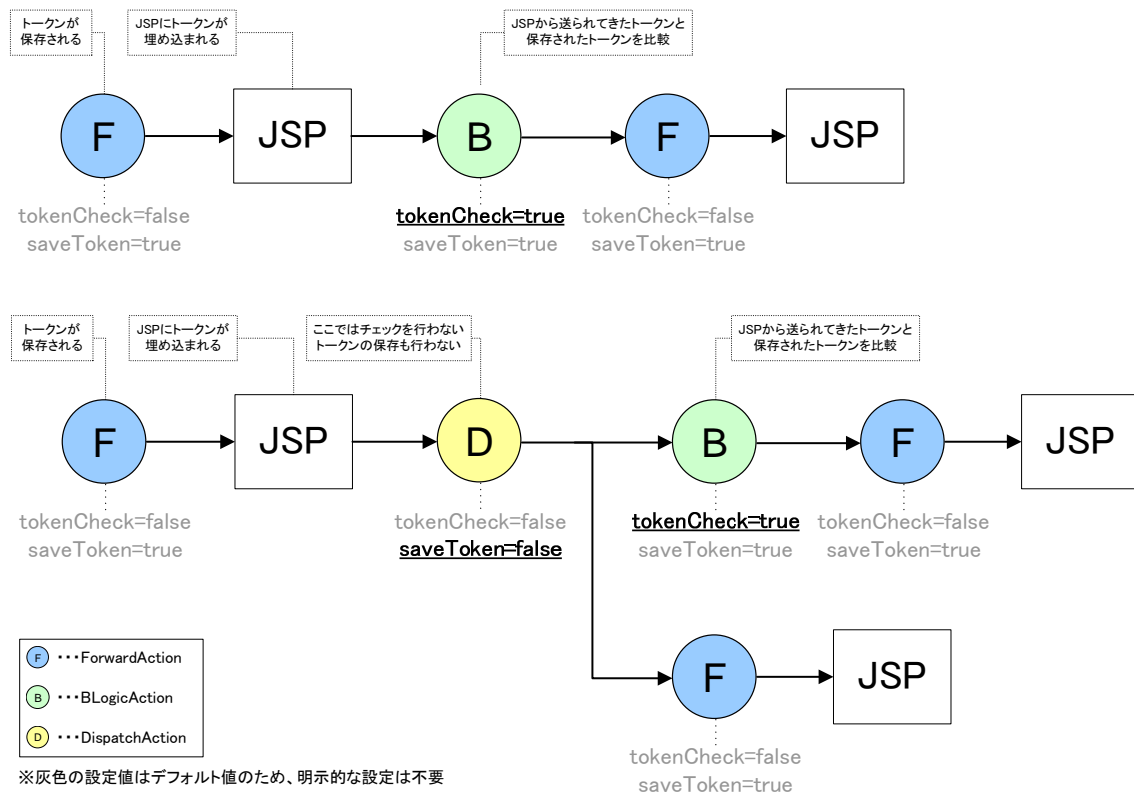 トークンが
保存される
JSPにトークンが
埋め込まれる
JSPから送られてきたトークンと
保存されたトークンを比較
F
JSP
B
F
JSP
tokenCheck=false
saveToken=true
tokenCheck=true
saveToken=true
tokenCheck=false
saveToken=true
トークンが
保存される
JSPにトークンが
埋め込まれる
ここではチェックを行わない
トークンの保存も行わない
JSPから送られてきたトークンと
保存されたトークンを比較
F
JSP
D
B
F
JSP
tokenCheck=false
saveToken=true
tokenCheck=false
saveToken=false
tokenCheck=true
saveToken=true
tokenCheck=false
saveToken=true
F
JSP
tokenCheck=false
saveToken=true
F ・・・ForwardAction
B ・・・BLogicAction
D ・・・DispatchAction
※灰色の設定値はデフォルト値のため、明示的な設定は不要